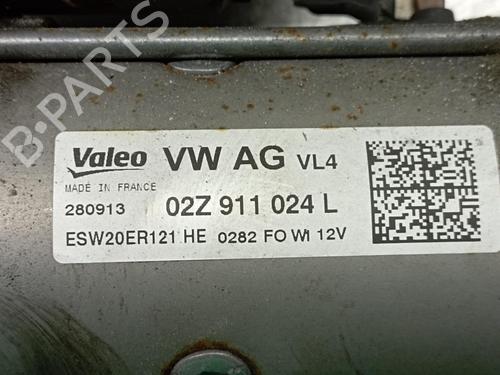 B-PARTS
Valeo VW AG VL4
MADE IN FRANCE
280913 02Z 911 024 L
ESW20ER121 HE 0282 FO WI 12V